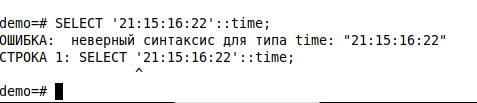 demo=# SELECT '21:15:16:22'::time;
ОШИБКА:  неверный синтаксис для типа time: "21:15:16:22"
СТРОКА 1: SELECT '21:15:16:22'::time;
^
demo=#